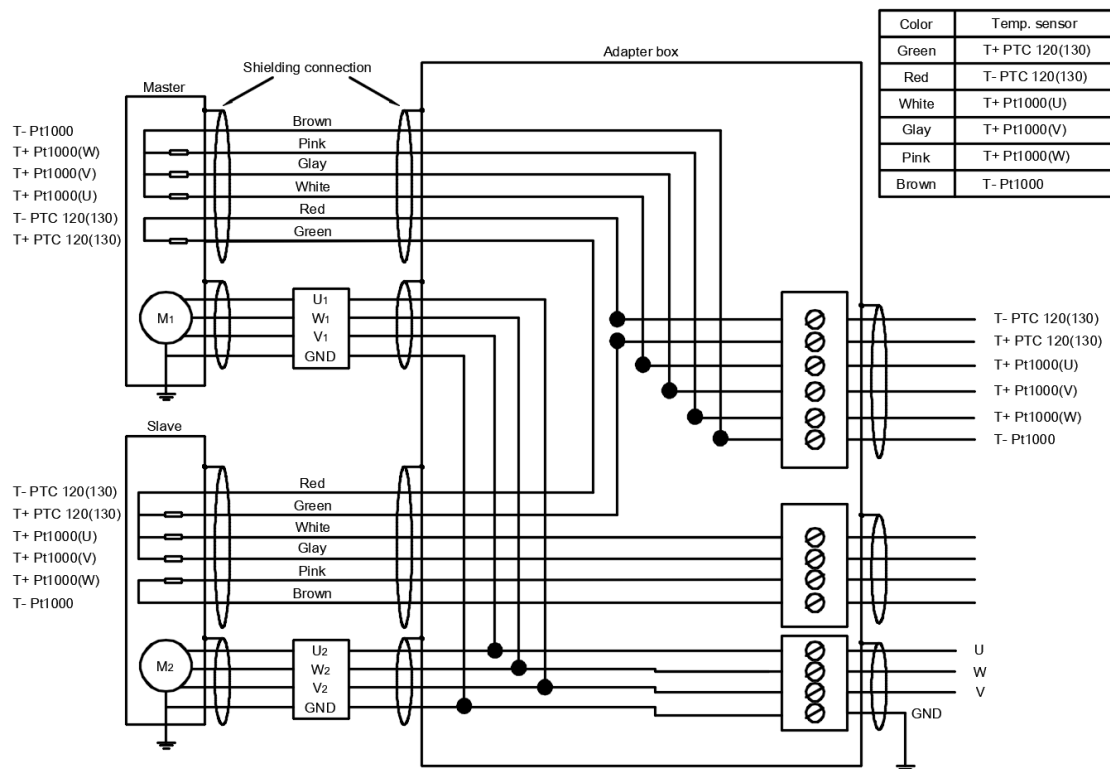 Color Temp. sensor
Green T+ PTC 120(130)
Red T- PTC 120(130)
White T+ Pt1000(U)
Glay T+ Pt1000(V)
Pink T+ Pt1000(W)
Brown T- Pt1000
Adapter box
Shielding connection
Master
T- Pt1000
T+ Pt1000(W)
T+ Pt1000(V)
T+ Pt1000(U)
T- PTC 120(130)
T+ PTC 120(130)
Brown
Pink
Glay
White
Red
Green
M1
U1
W1
V1
GND
T- PTC 120(130)
T+ PTC 120(130)
T+ Pt1000(U)
T+ Pt1000(V)
T+ Pt1000(W)
T- Pt1000
Slave
T- PTC 120(130)
T+ PTC 120(130)
T+ Pt1000(U)
T+ Pt1000(V)
T+ Pt1000(W)
T- Pt1000
Red
Green
White
Glay
Pink
Brown
M2
U2
W2
V2
GND
U
W
V
GND